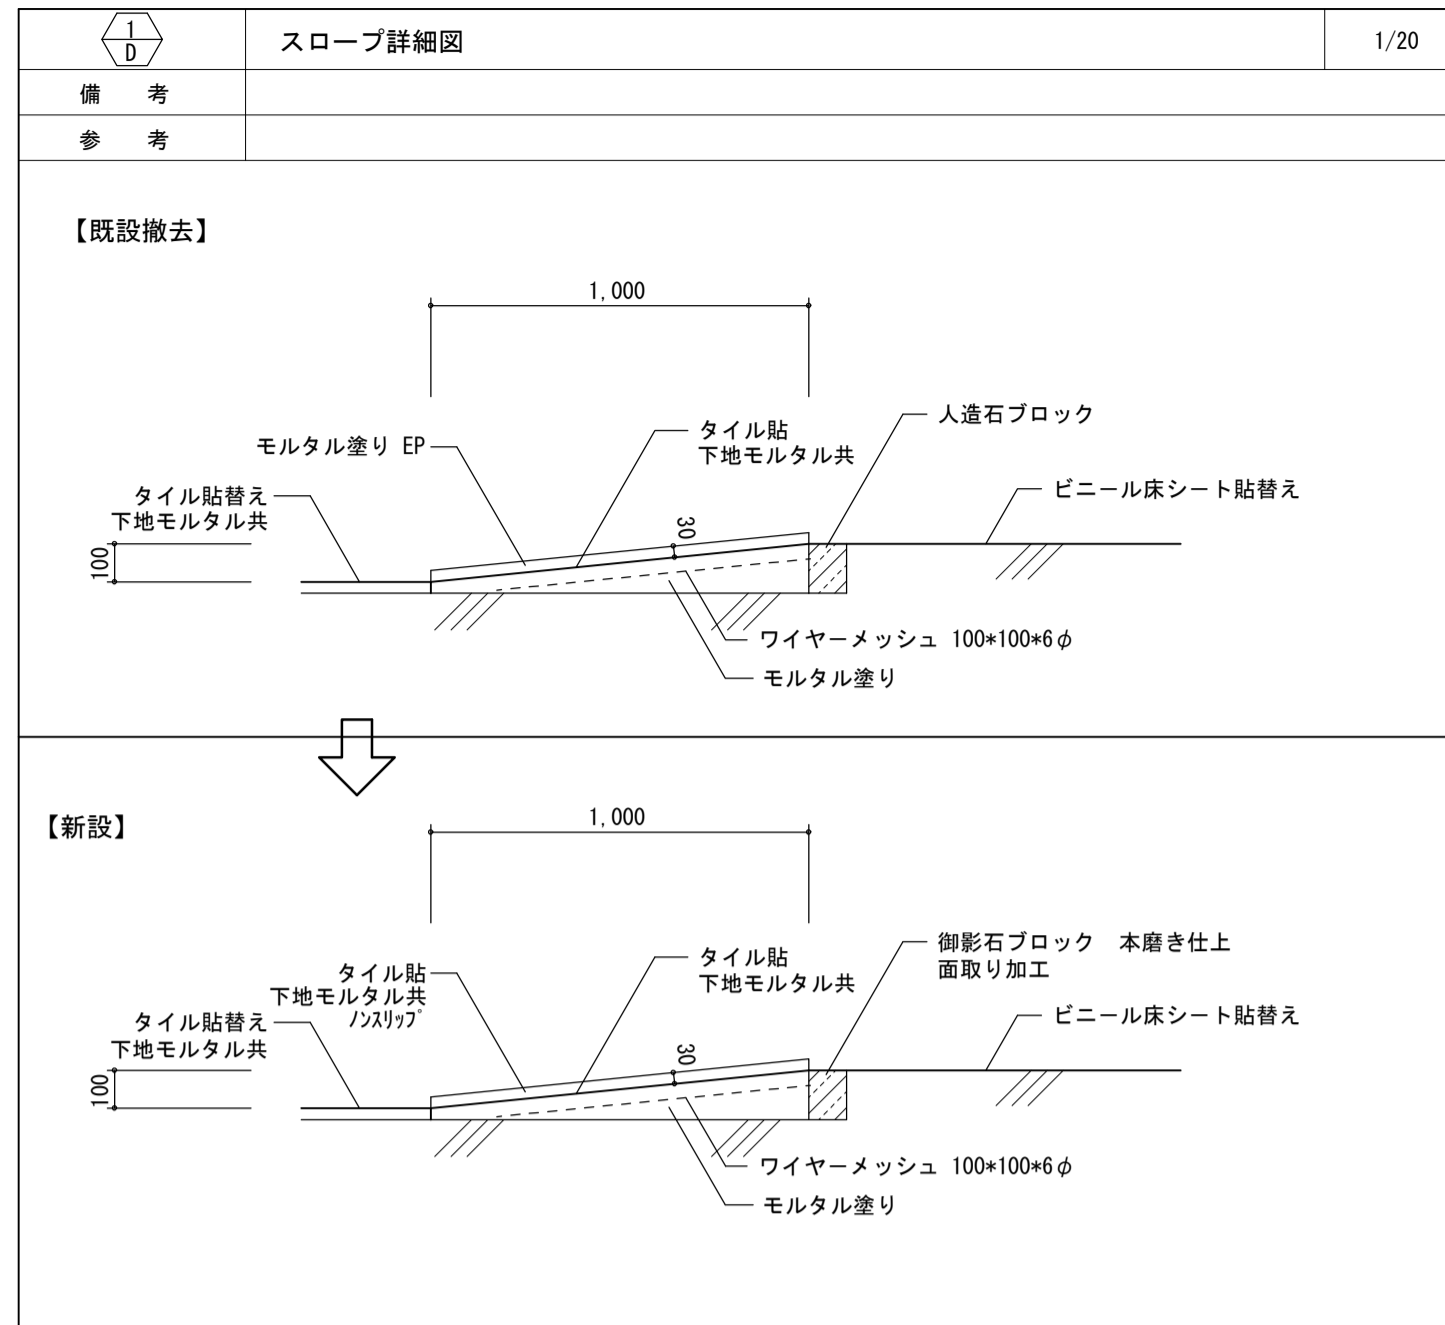 1
D
スロープ詳細図
1/20
備 考
参 考
【既設撤去】
1,000
人造石ブロック
タイル貼
下地モルタル共
モルタル塗り EP
ビニール床シート貼替え
タイル貼替え
下地モルタル共
30
100
ワイヤーメッシュ 100*100*6φ
モルタル塗り
【新設】
1,000
御影石ブロック 本磨き仕上
面取り加工
タイル貼
下地モルタル共
タイル貼
下地モルタル共
ﾉﾝｽﾘｯﾌﾟ
ビニール床シート貼替え
タイル貼替え
下地モルタル共
30
100
ワイヤーメッシュ 100*100*6φ
モルタル塗り